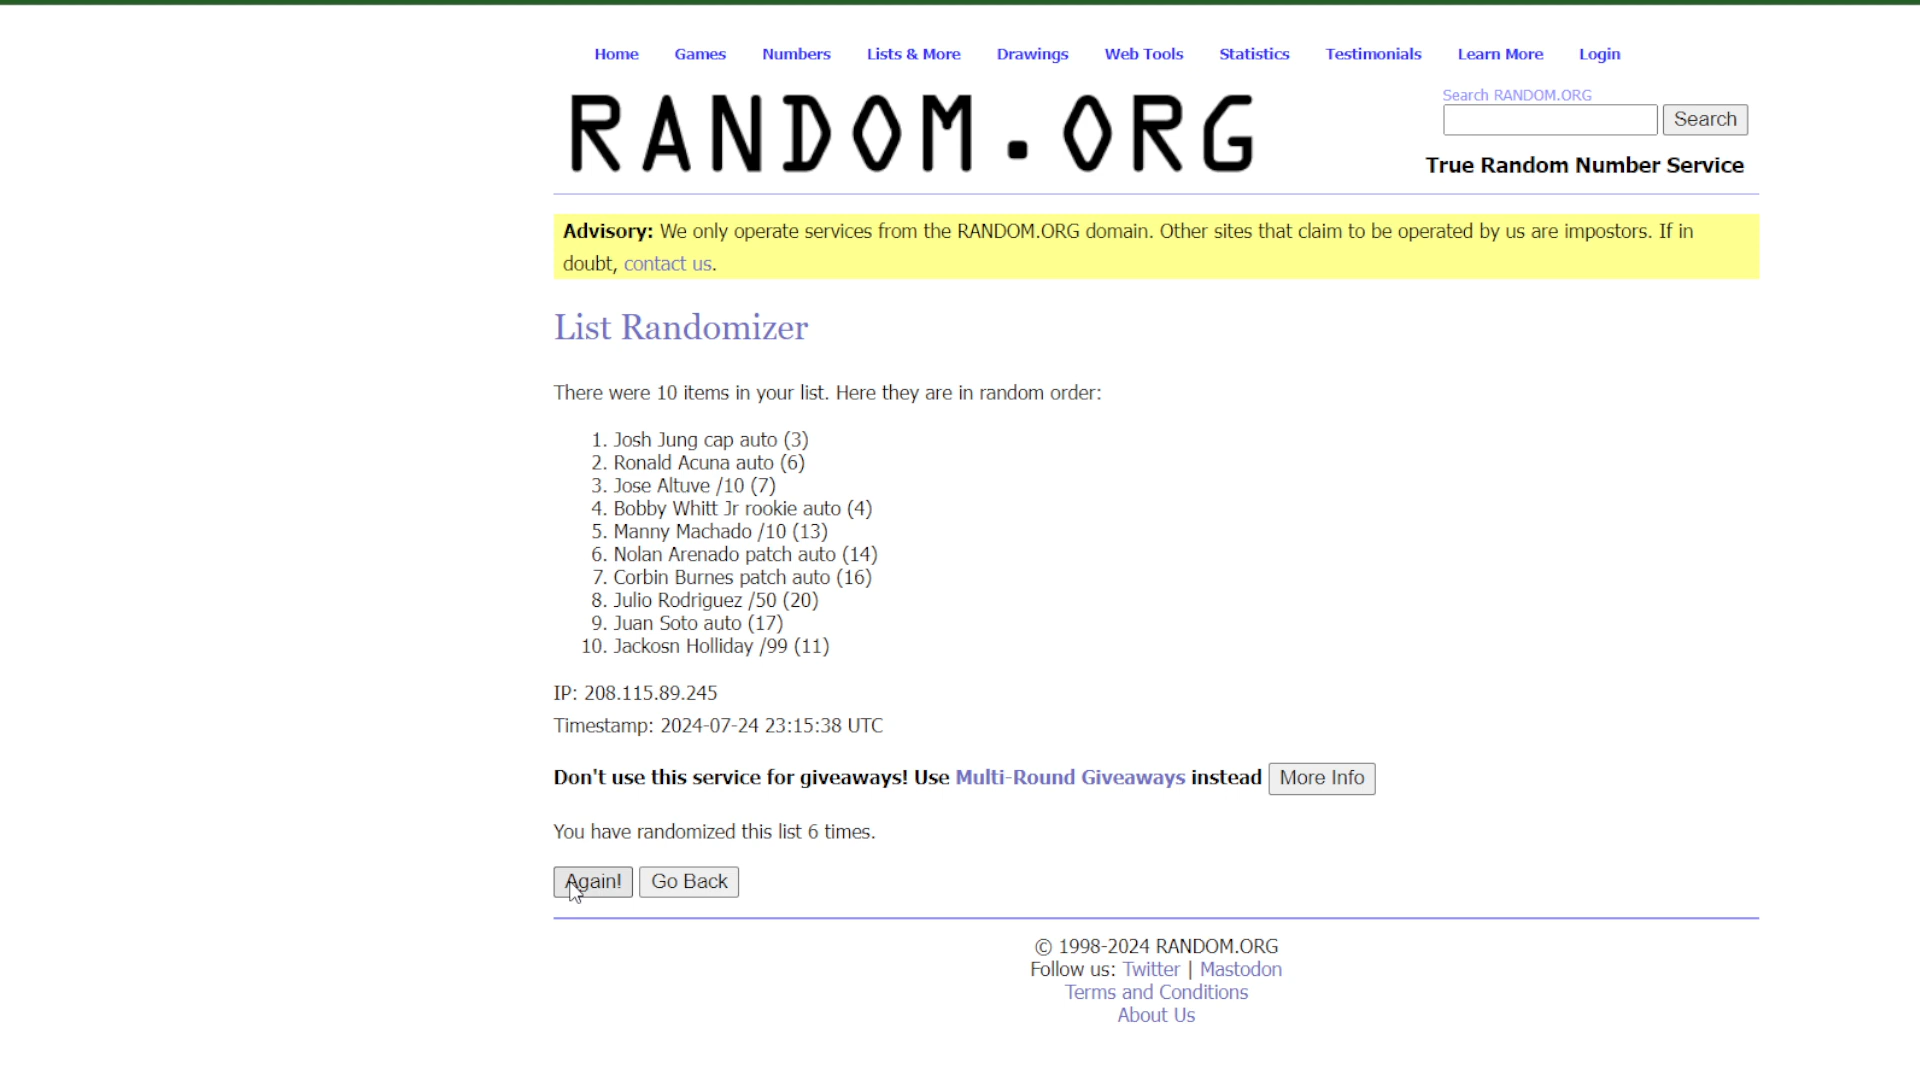 Home Games Numbers Lists & More Drawings Web Tools Statistics Testimonials Learn More Login
RANDOM.ORG
Search RANDOM.ORG
Search
True Random Number Service
Advisory: We only operate services from the RANDOM.ORG domain. Other sites that claim to be operated by us are impostors. If in
doubt, contact us.
List Randomizer
There were 10 items in your list. Here they are in random order:
1. Josh Jung cap auto (3)
2. Ronald Acuna auto (6)
3. Jose Altuve /10 (7)
4. Bobby Whitt Jr rookie auto (4)
5. Manny Machado /10 (13)
6. Nolan Arenado patch auto (14)
7. Corbin Burnes patch auto (16)
8. Julio Rodriguez /50 (20)
9. Juan Soto auto (17)
10. Jackosn Holliday /99 (11)
IP: 208.115.89.245
Timestamp: 2024-07-24 23:15:38 UTC
Don't use this service for giveaways! Use Multi-Round Giveaways instead More Info
You have randomized this list 6 times.
Again! Go Back
© 1998-2024 RANDOM.ORG
Follow us: Twitter | Mastodon
Terms and Conditions
About Us